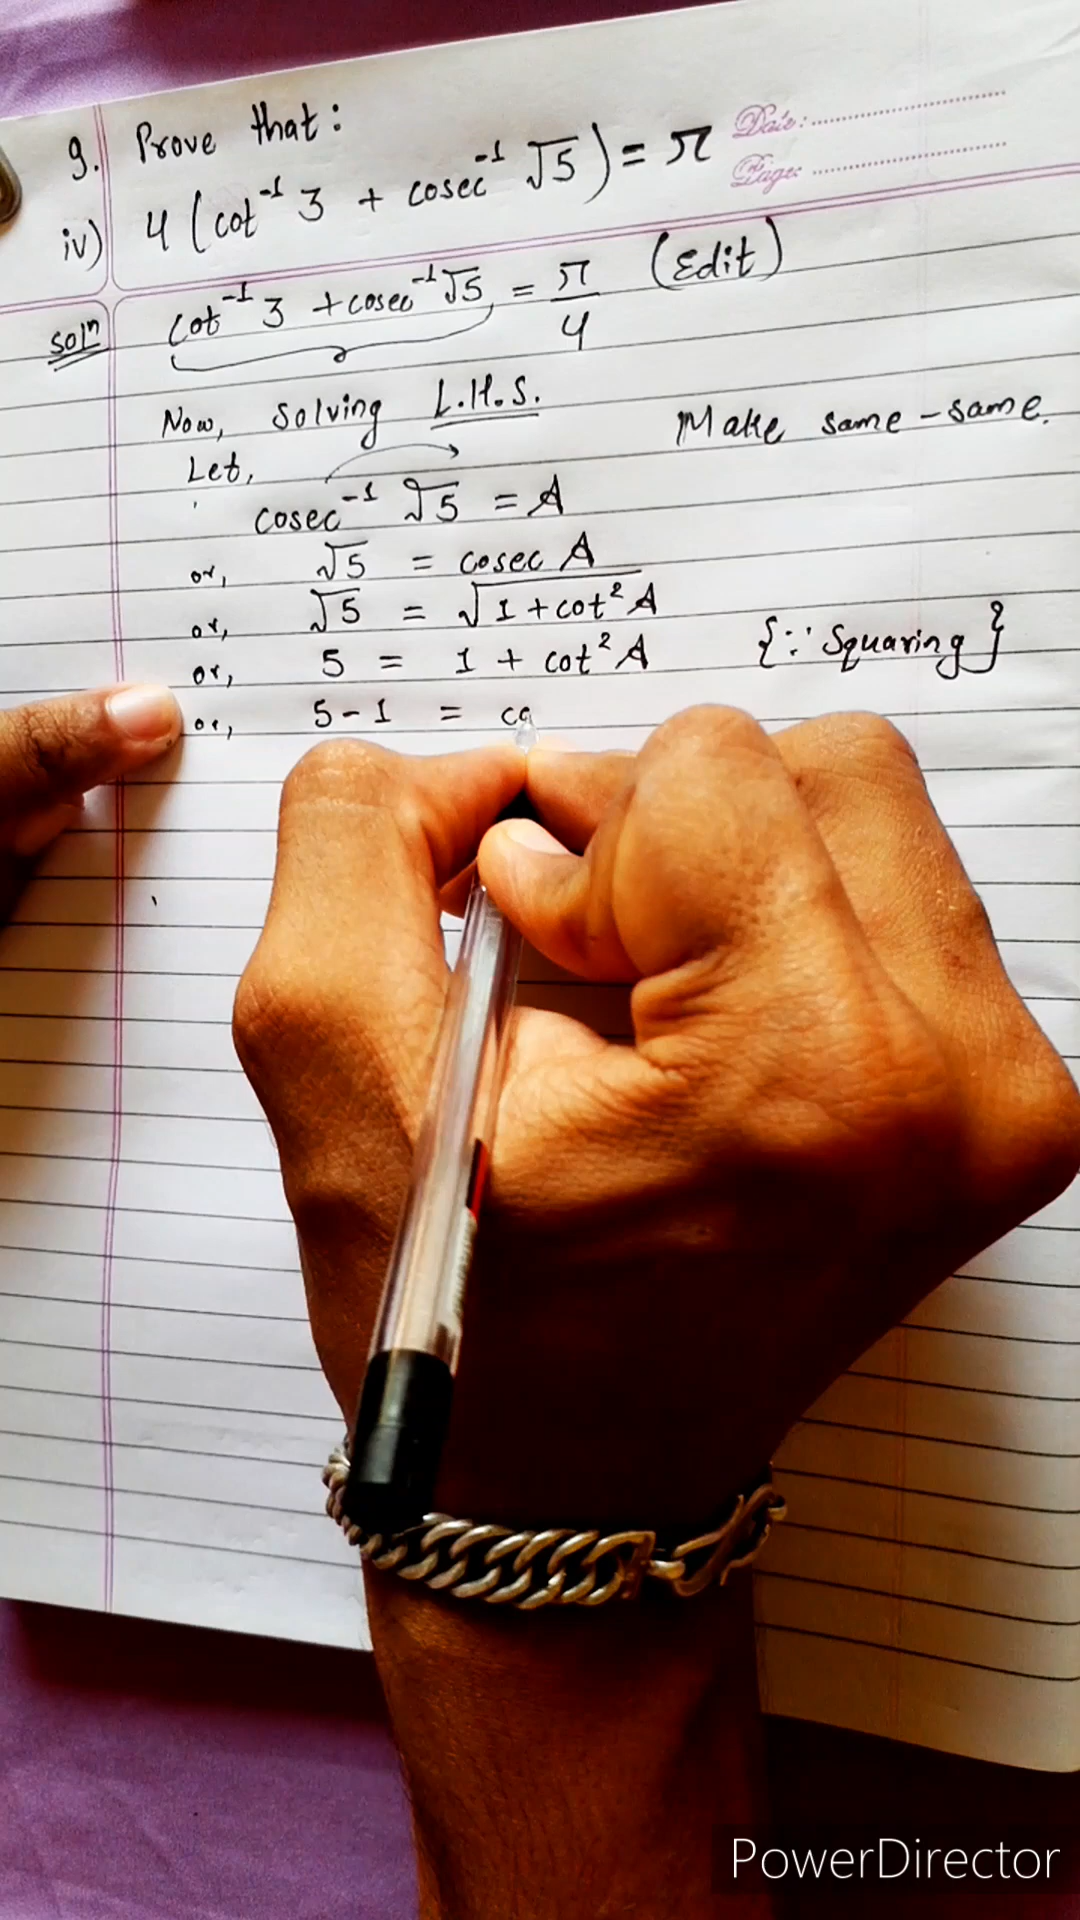 9. Prove that:
Date:
Page:
iv) 4 (cot⁻¹ 3 + cosec⁻¹ √5) = π
Solⁿ cot⁻¹ 3 + cosec⁻¹ √5 = π/4 (Edit)
Now, Solving L.H.S.
Make same-same.
Let,
cosec⁻¹ √5 = A
or, √5 = cosec A
or, √5 = √1 + cot² A
or, 5 = 1 + cot² A {∵ Squaring}
or, 5 - 1 = co
PowerDirector